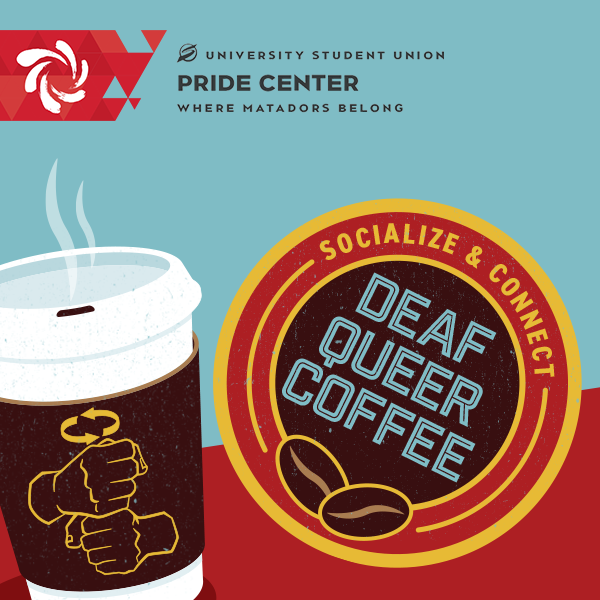 UNIVERSITY STUDENT UNION
PRIDE CENTER
WHERE MATADORS BELONG
SOCIALIZE & CONNECT
DEAF
QUEER
COFFEE